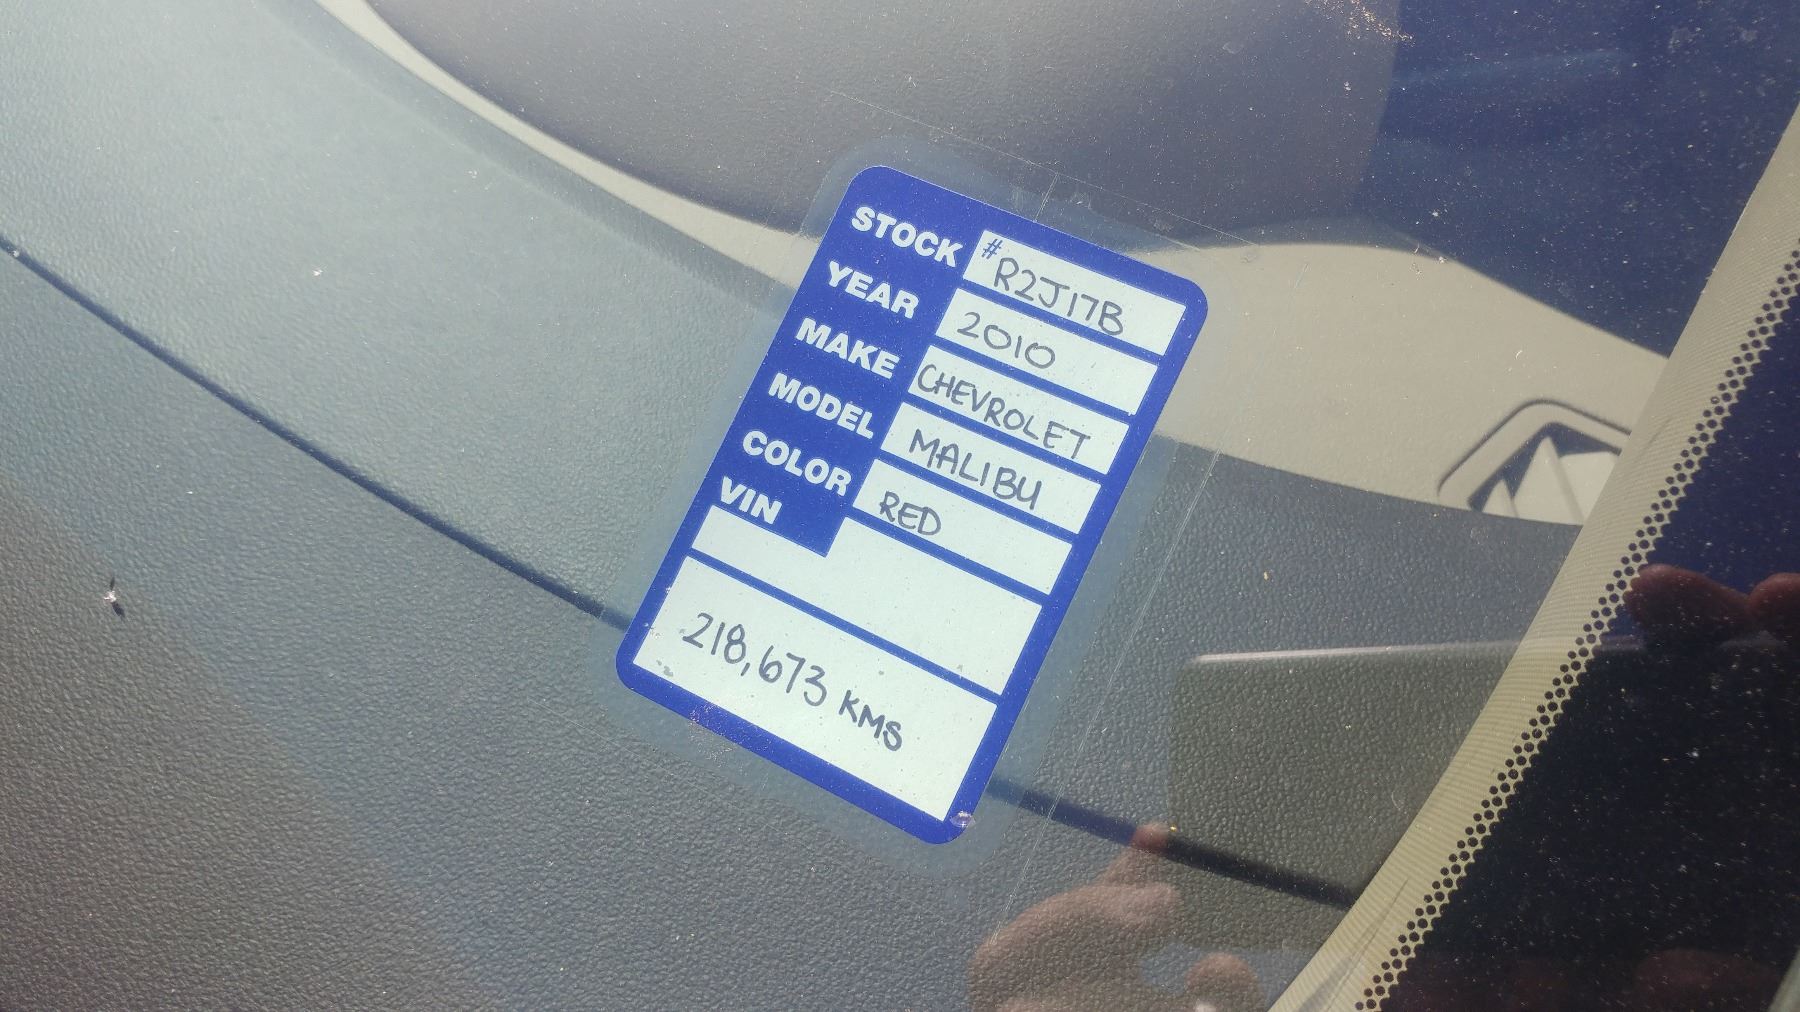 STOCK #R2J17B
YEAR 2010
MAKE CHEVROLET
MODEL MALIBU
COLOR RED
VIN
218,673 KMS